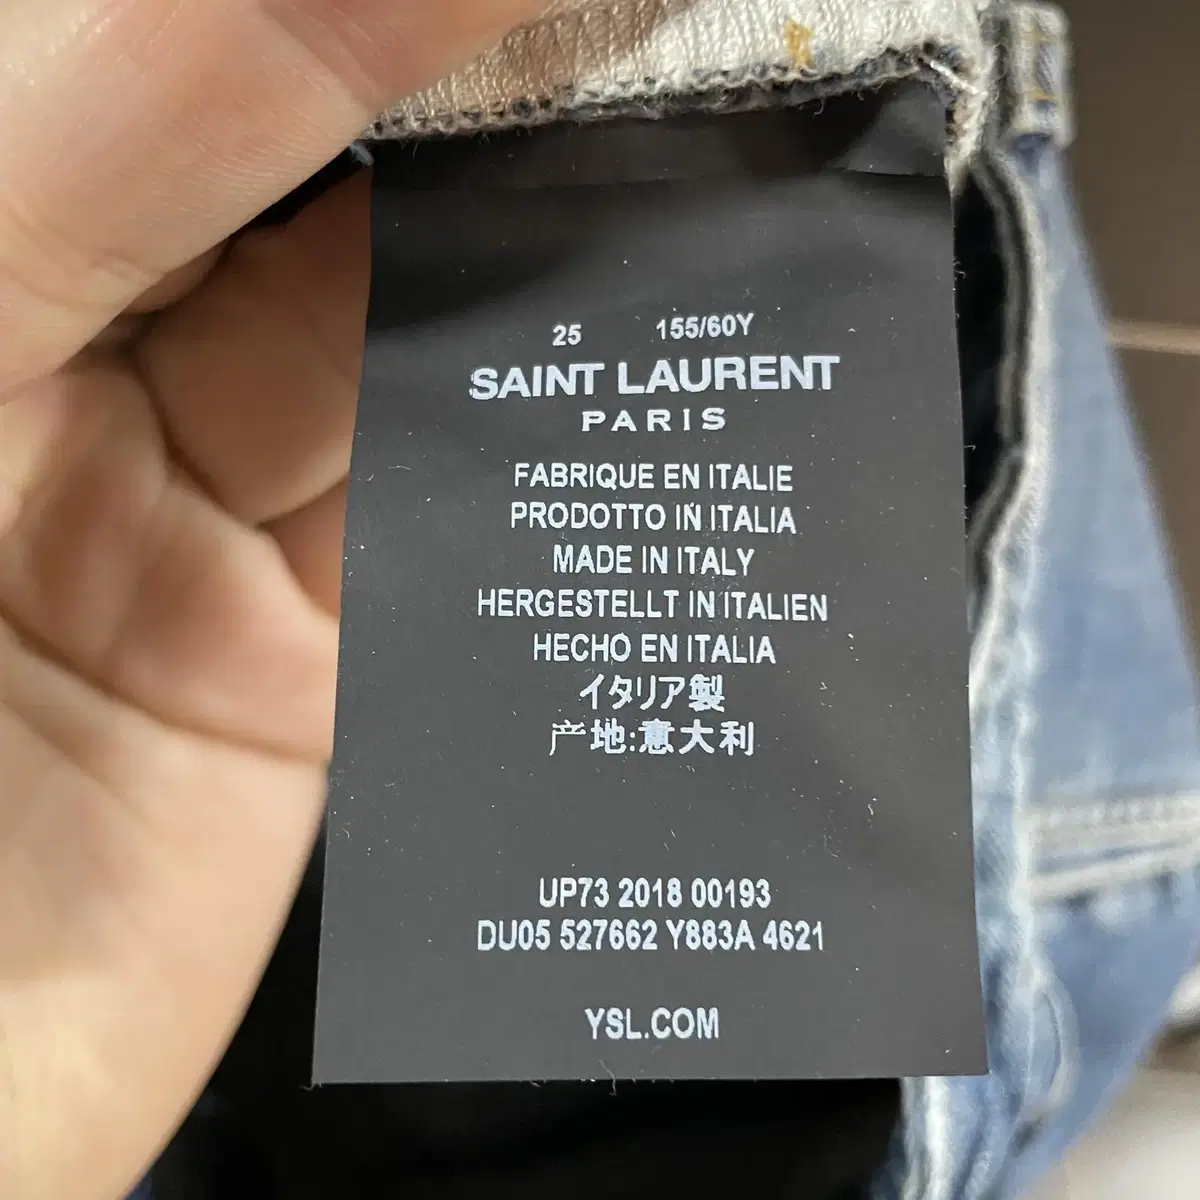 25 155/60Y
SAINT LAURENT
PARIS
FABRIQUE EN ITALIE
PRODOTTO IN ITALIA
MADE IN ITALY
HERGESTELLT IN ITALIEN
HECHO EN ITALIA
イタリア製
产地:意大利
UP73 2018 00193
DU05 527662 Y883A 4621
YSL.COM